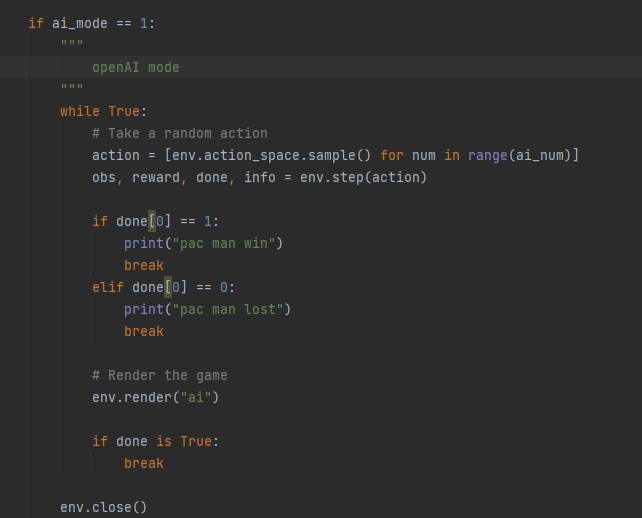 if ai_mode == 1:
"""
openAI mode
"""
while True:
# Take a random action
action = [env.action_space.sample() for num in range(ai_num)]
obs, reward, done, info = env.step(action)
if done[0] == 1:
print("pac man win")
break
elif done[0] == 0:
print("pac man lost")
break
# Render the game
env.render("ai")
if done is True:
break
env.close()